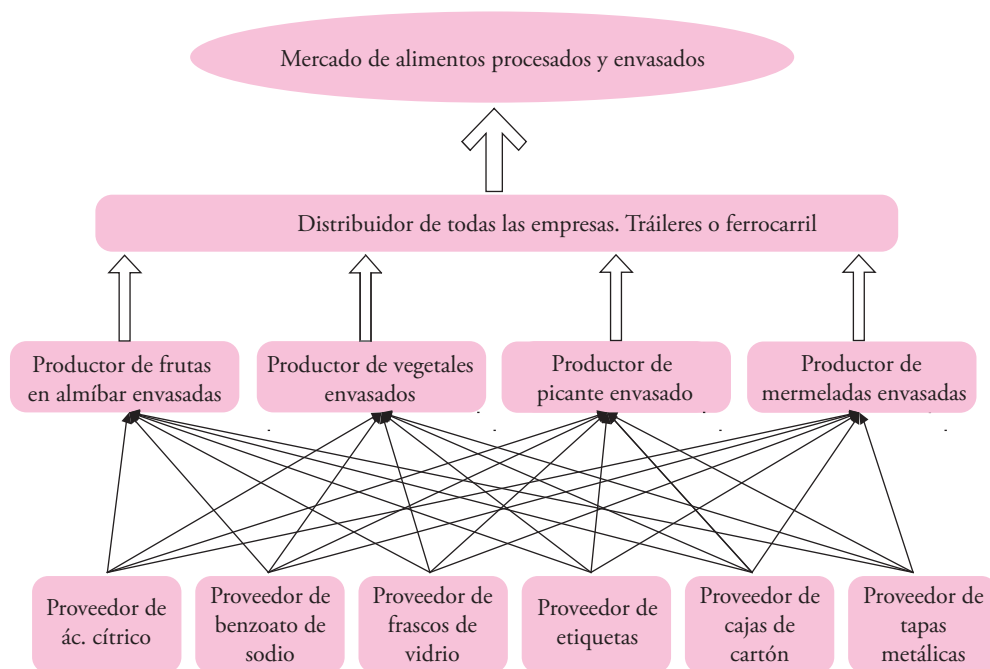 Mercado de alimentos procesados y envasados
Distribuidor de todas las empresas. Tráileres o ferrocarril
Productor de frutas
en almíbar envasadas
Productor de vegetales
envasados
Productor de
picante envasado
Productor de
mermeladas envasadas
Proveedor de
ác. cítrico
Proveedor de
benzoato de
sodio
Proveedor de
frascos de
vidrio
Proveedor de
etiquetas
Proveedor de
cajas de
cartón
Proveedor de
tapas
metálicas